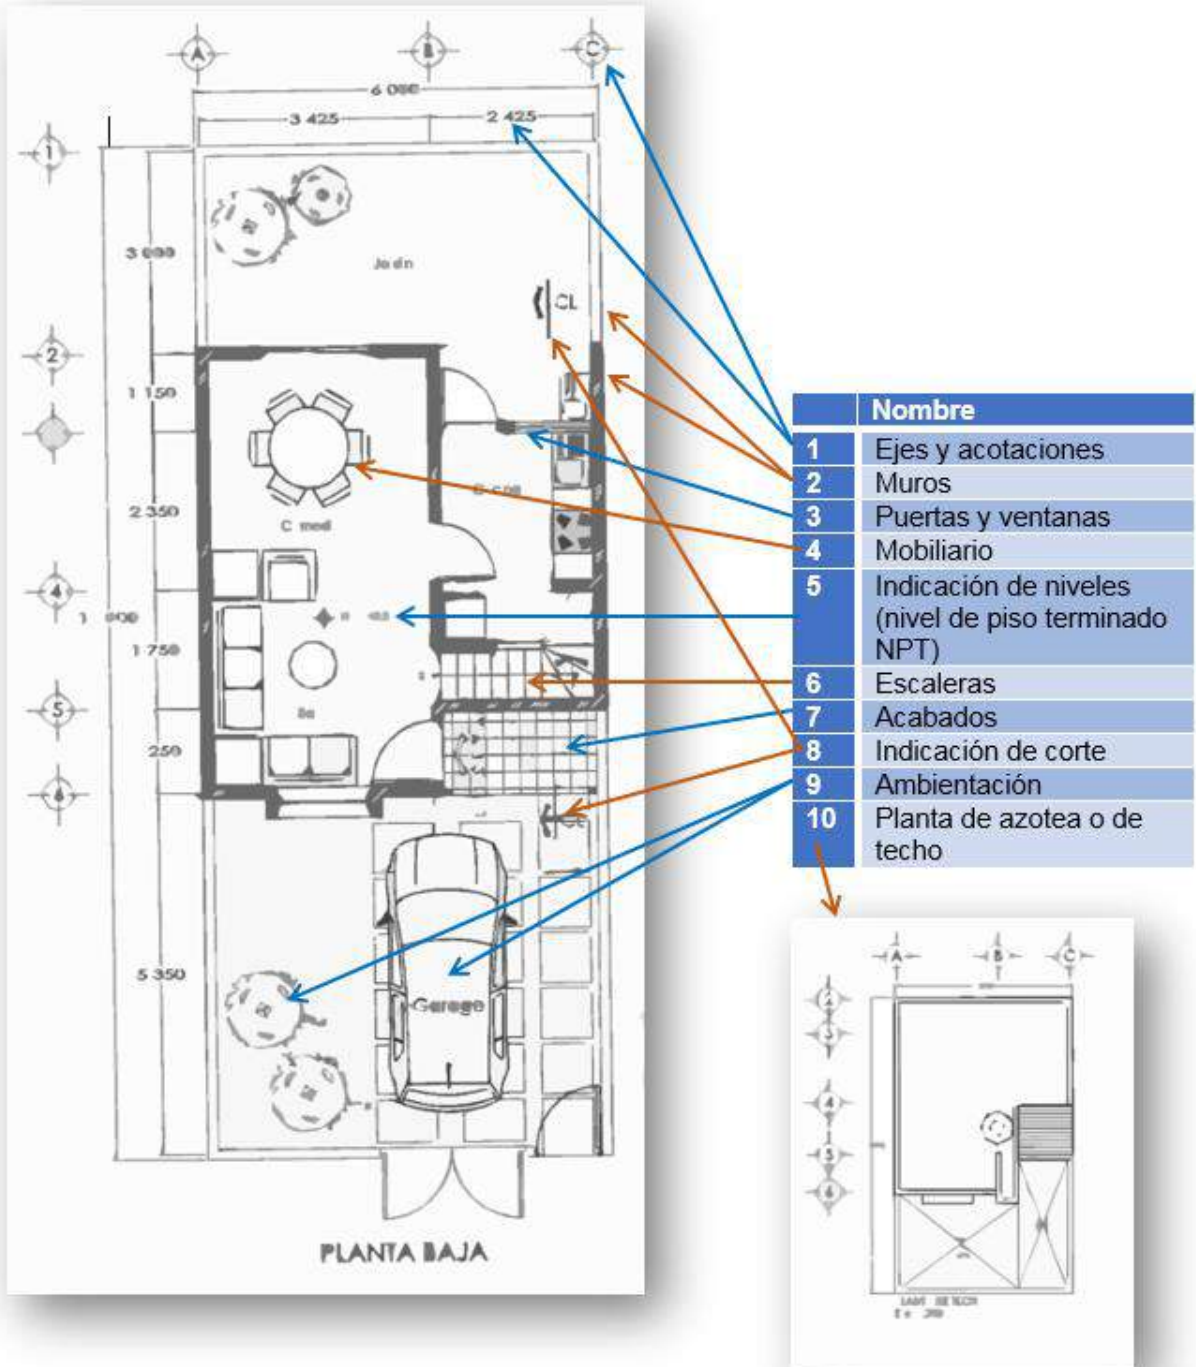 A
B
C
6 000
3 425
2 425
1
3 000
CL
2
1 150
2 350
4
1 750
5
250
5 350
Garage
PLANTA BAJA
Nombre
1 Ejes y acotaciones
2 Muros
3 Puertas y ventanas
4 Mobiliario
5 Indicación de niveles
(nivel de piso terminado
NPT)
6 Escaleras
7 Acabados
8 Indicación de corte
9 Ambientación
10 Planta de azotea o de
techo
A
B
C
2
3
4
5
6